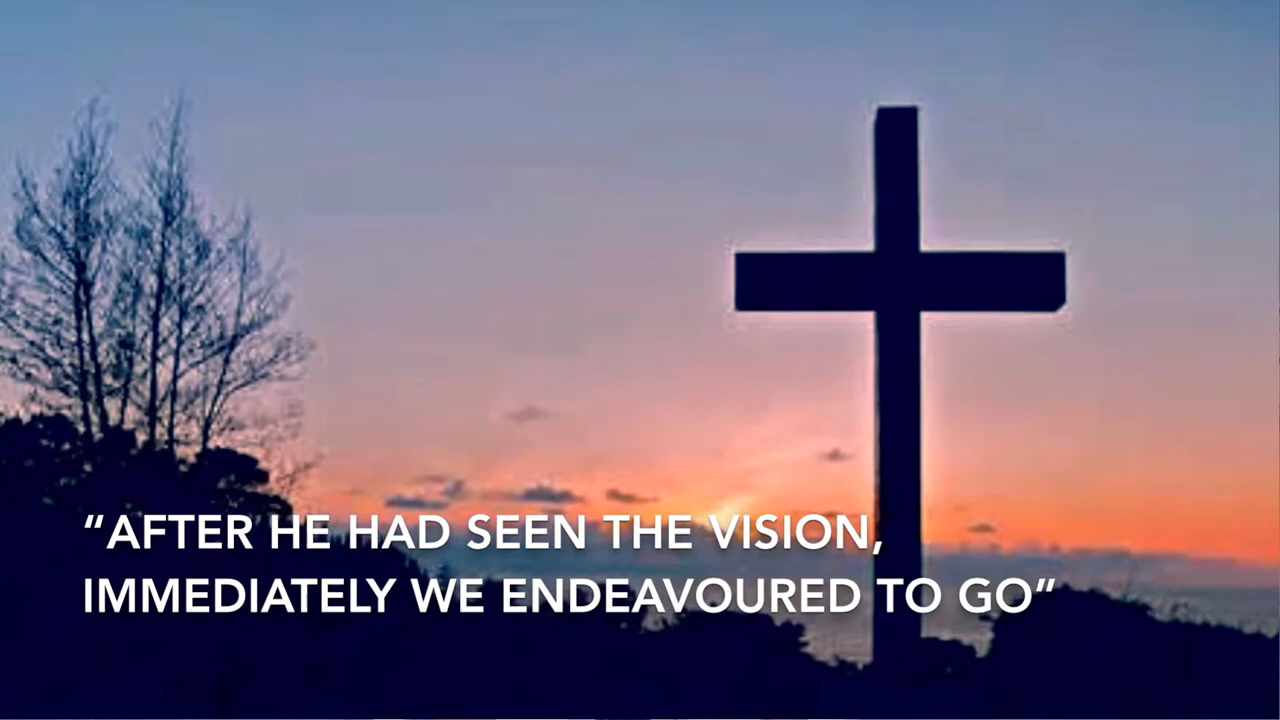 “AFTER HE HAD SEEN THE VISION,
IMMEDIATELY WE ENDEAVOURED TO GO”